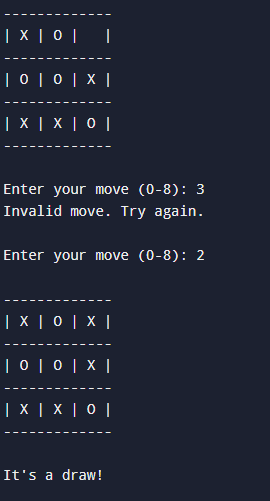 -------------
| X | O |   |
-------------
| O | O | X |
-------------
| X | X | O |
-------------

Enter your move (0-8): 3
Invalid move. Try again.

Enter your move (0-8): 2

-------------
| X | O | X |
-------------
| O | O | X |
-------------
| X | X | O |
-------------

It's a draw!